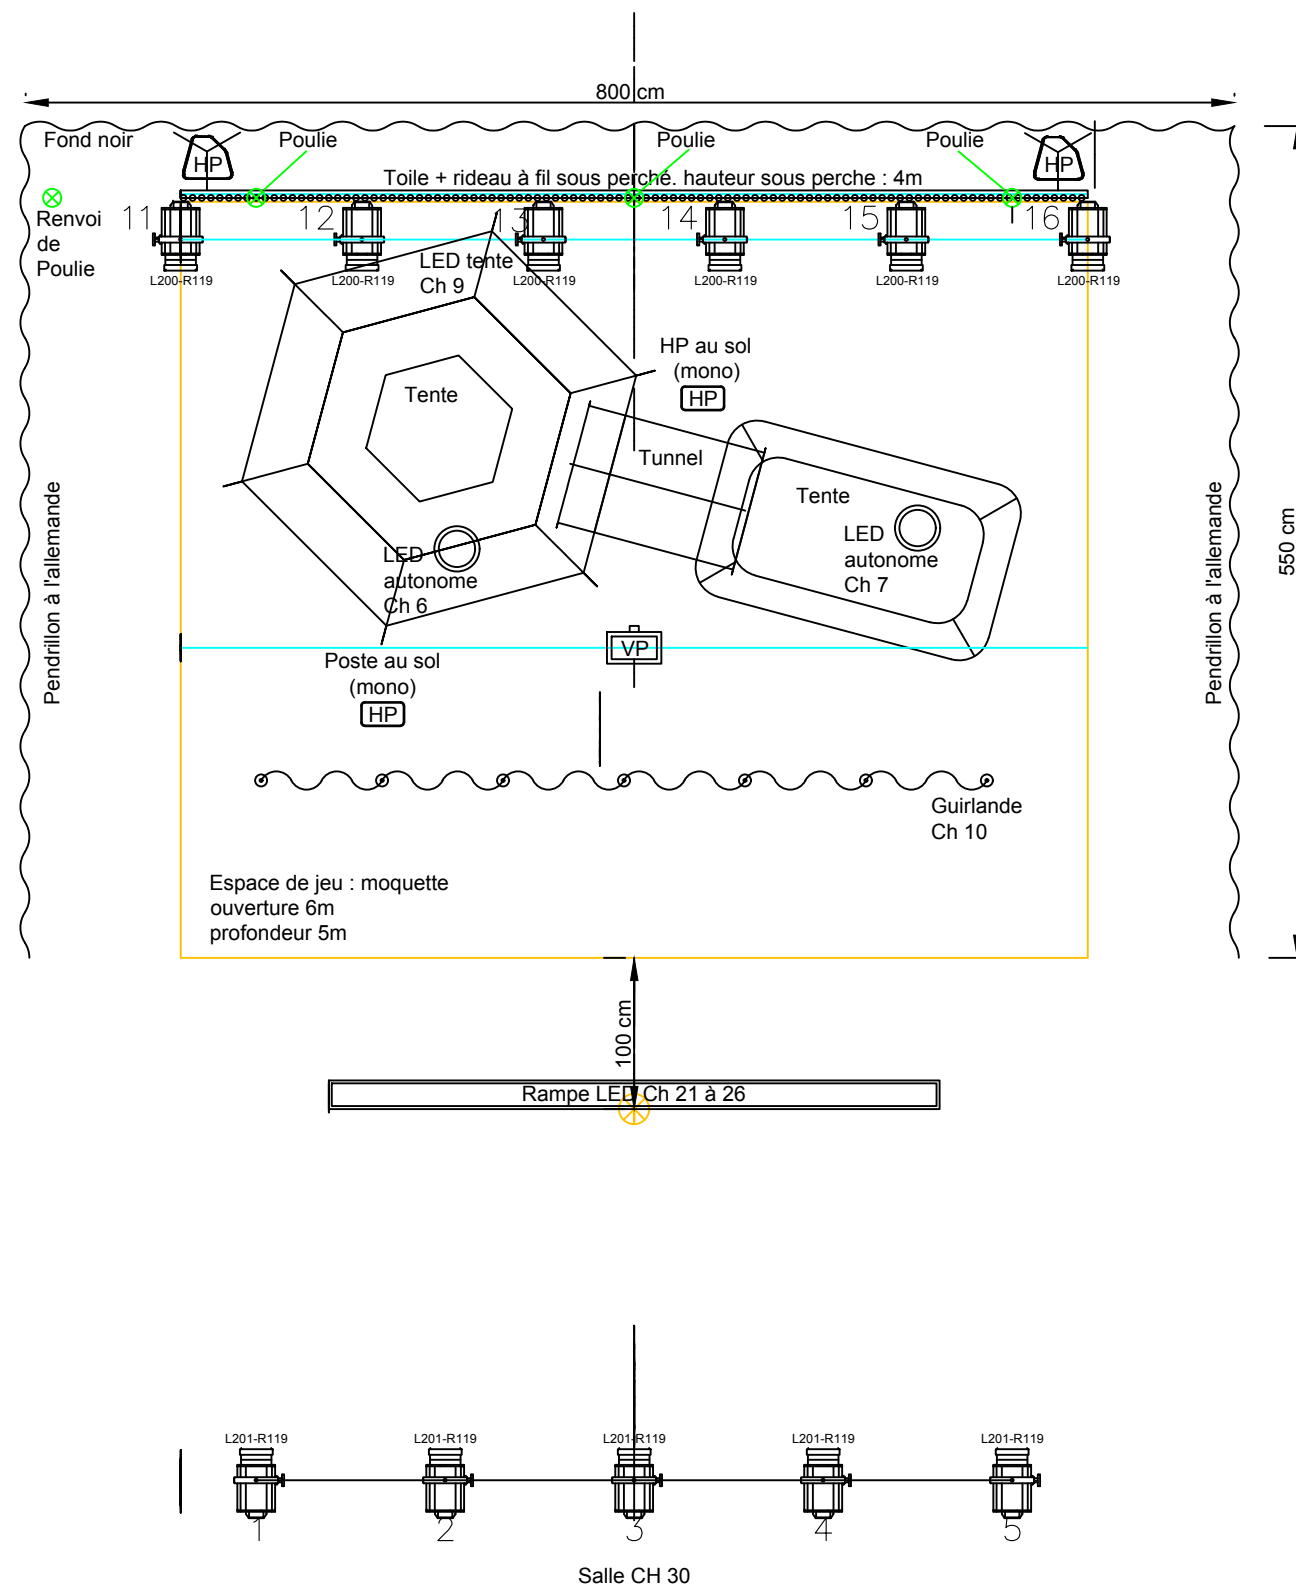 800 cm
Fond noir
Poulie
Poulie
Poulie
HP
HP
Toile + rideau à fil sous perche. hauteur sous perche : 4m
Renvoi
de
Poulie
11
12
13
14
15
16
L200-R119
L200-R119
L200-R119
L200-R119
L200-R119
L200-R119
LED tente
Ch 9
HP au sol
(mono)
HP
Tente
Tunnel
Tente
LED
autonome
Ch 7
LED
autonome
Ch 6
Pendrillon à l'allemande
Pendrillon à l'allemande
550 cm
VP
Poste au sol
(mono)
HP
Guirlande
Ch 10
Espace de jeu : moquette
ouverture 6m
profondeur 5m
100 cm
Rampe LED Ch 21 à 26
L201-R119
L201-R119
L201-R119
L201-R119
L201-R119
1
2
3
4
5
Salle CH 30